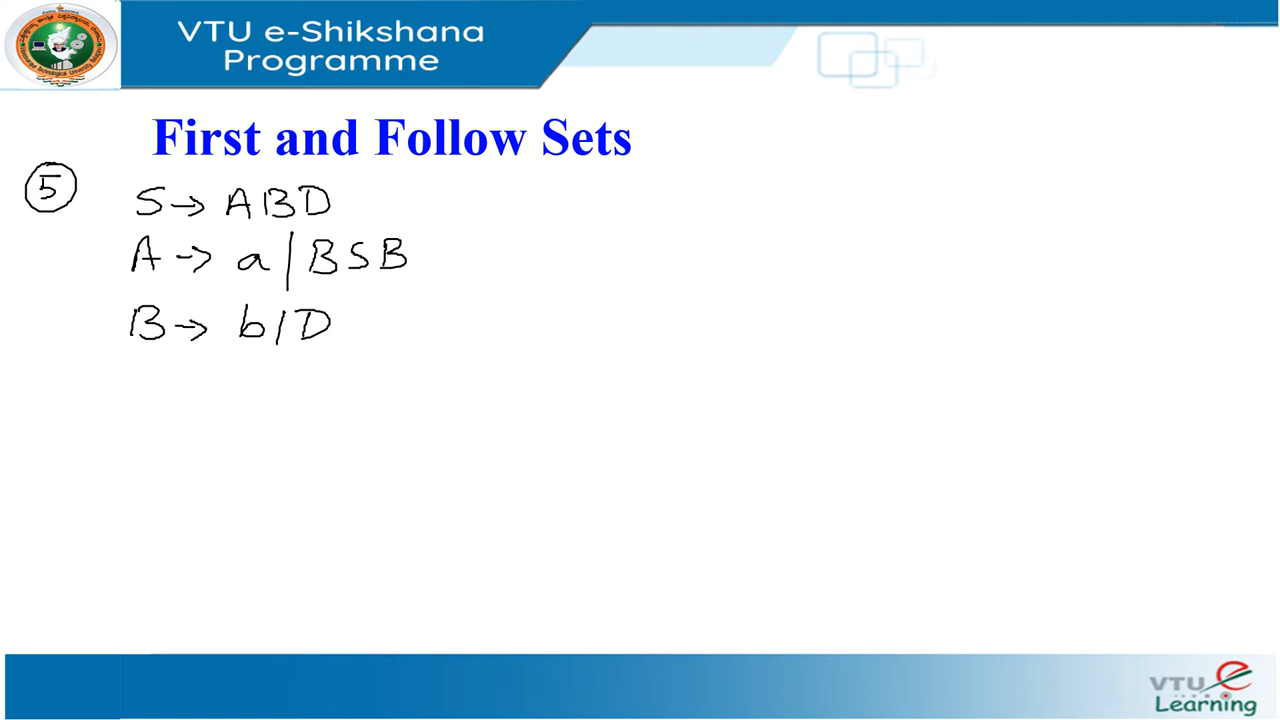 VTU e-Shikshana
Programme
First and Follow Sets
5
S → ABD
A → a | BSB
B → b | D
VTU e
Learning